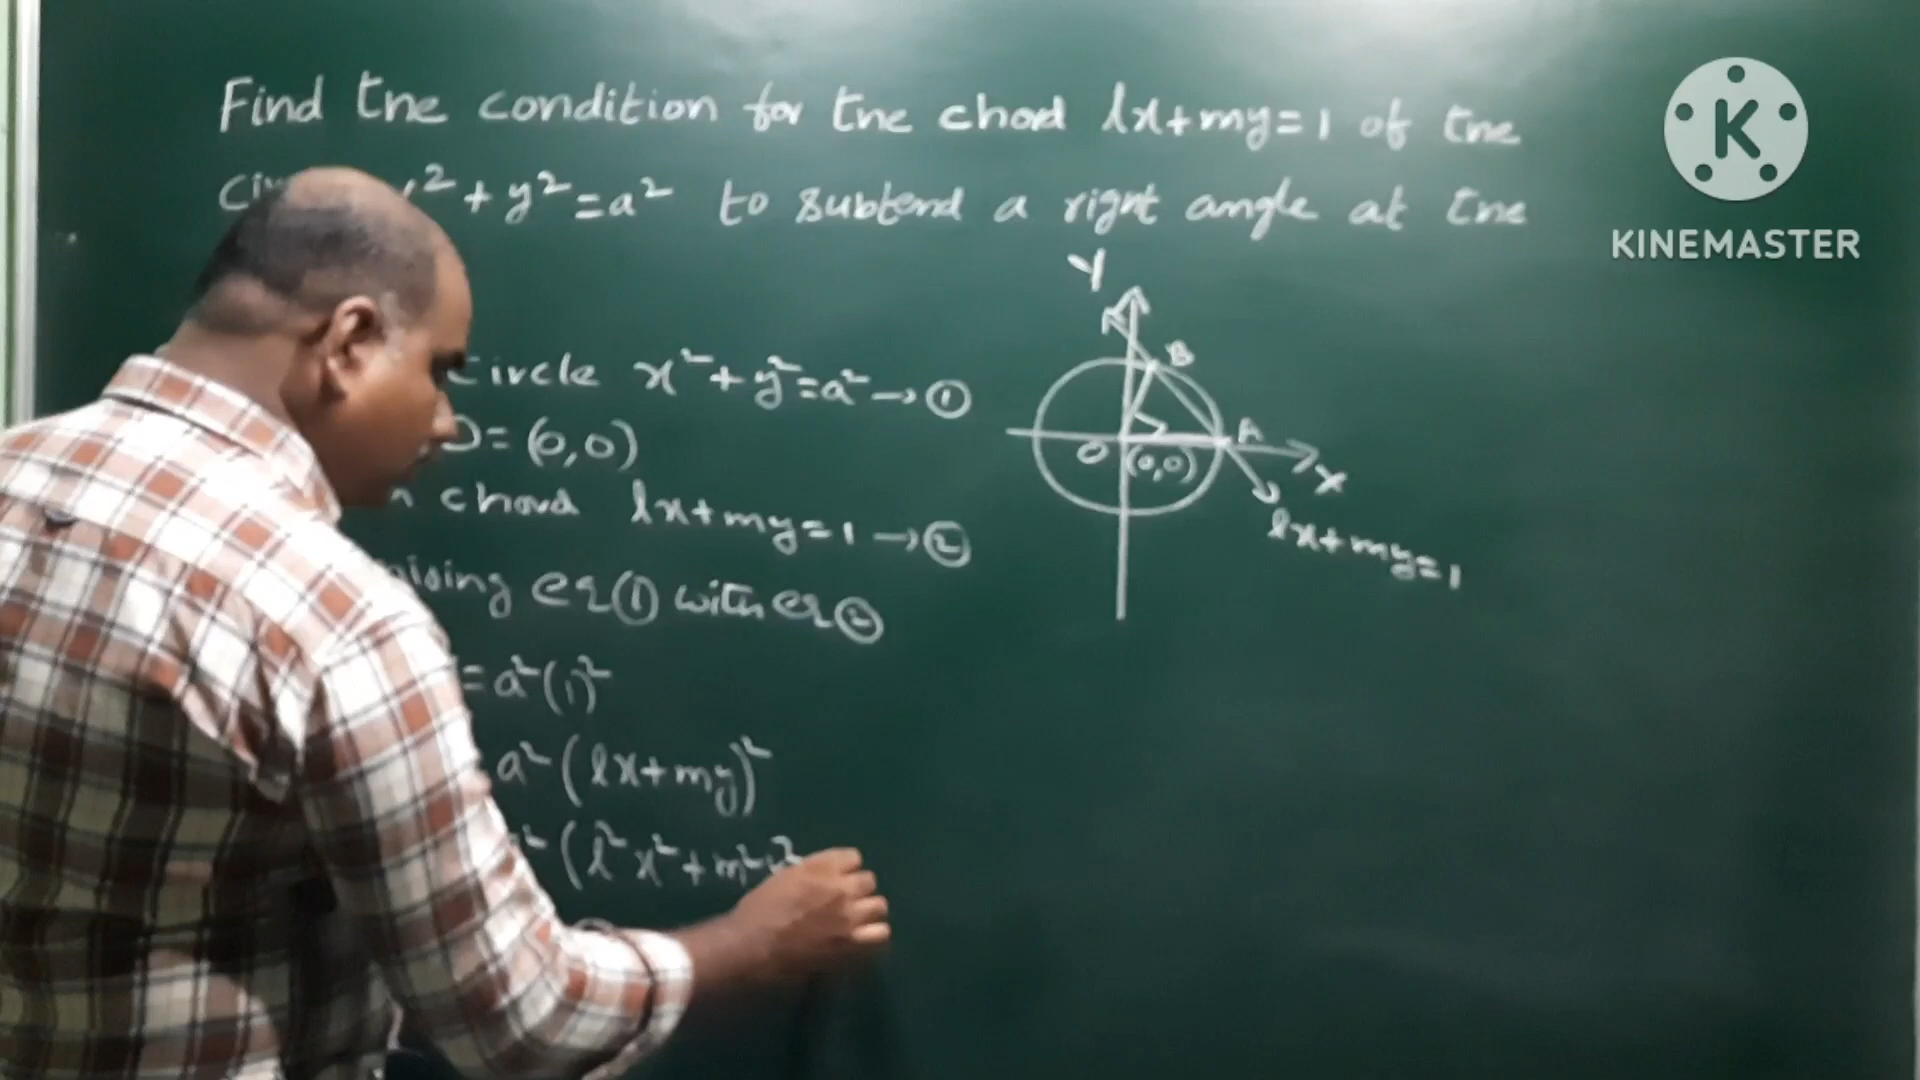 Find the condition for the chord lx+my=1 of the
x²+y²=a² to subtend a right angle at the
circle x²+y²=a² → ①
O=(0,0)
chord lx+my=1 → ②
eq ① with eq ②
=a²(1)²
a²(lx+my)²
(l²x²+m²y²
Y
B
A
O
(0,0)
X
lx+my=1
K
KINEMASTER